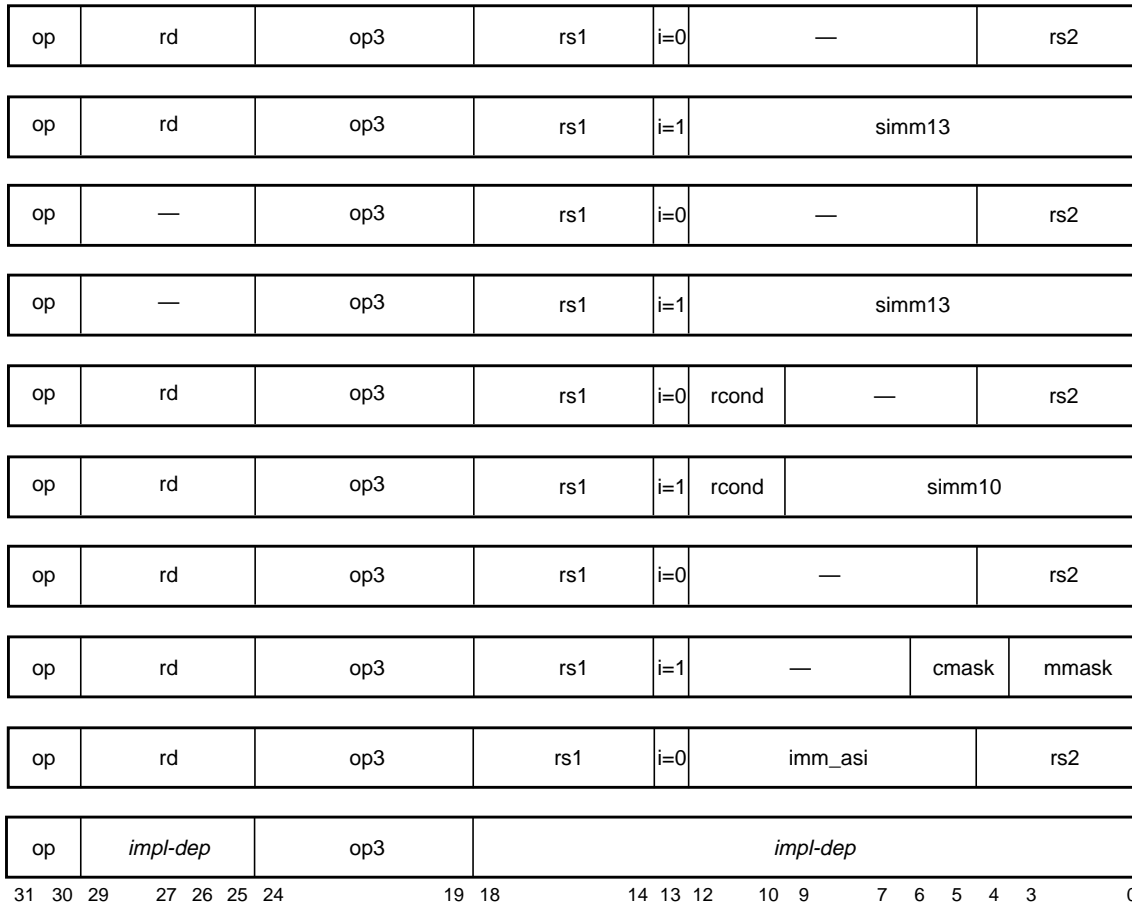 op rd op3 rs1 i=0 — rs2
op rd op3 rs1 i=1 simm13
op — op3 rs1 i=0 — rs2
op — op3 rs1 i=1 simm13
op rd op3 rs1 i=0 rcond — rs2
op rd op3 rs1 i=1 rcond simm10
op rd op3 rs1 i=0 — rs2
op rd op3 rs1 i=1 — cmask mmask
op rd op3 rs1 i=0 imm_asi rs2
op impl-dep op3 impl-dep
31 30 29 27 26 25 24 19 18 14 13 12 10 9 7 6 5 4 3 0